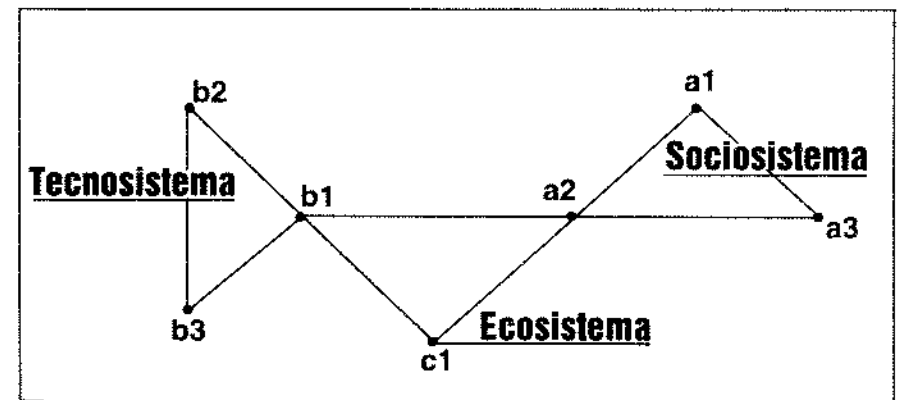 a1
b2
Sociosistema
Tecnosistema
b1
a2
a3
b3
Ecosistema
c1